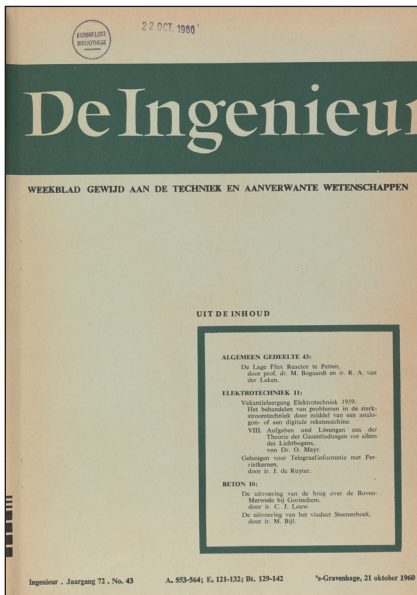 KONINKLIJKE
BIBLIOTHEEK
22 OCT. 1960
De Ingenieur
WEEKBLAD GEWIJD AAN DE TECHNIEK EN AANVERWANTE WETENSCHAPPEN
UIT DE INHOUD
ALGEMEEN GEDEELTE 43:
De Lage Flux Reactor te Petten,
door prof. dr. M. Bogaardt en ir. R. A. van
der Laken.
ELEKTROTECHNIEK 11:
Vakantieleergang Elektrotechniek 1959:
Het behandelen van problemen in de sterk-
stroomtechniek door middel van een analo-
gon- of een digitale rekenmachine.
VIII. Aufgaben und Lösungen aus der
Theorie der Gasentladungen vor allem
des Lichtbogens,
von Dr. O. Mayr.
Geheugen voor Telegraafinformatie met Fer-
rietkernen.
door ir. J. de Ruyter.
BETON 10:
De uitvoering van de brug over de Boven-
Merwede bij Gorinchem,
door ir. C. J. Louw.
De uitvoering van het viaduct Steenenhoek.
door ir. M. Bijl.
Ingenieur . Jaargang 72 . No. 43 A. 553-564; E. 121-132; Bt. 129-142 's-Gravenhage, 21 oktober 1960